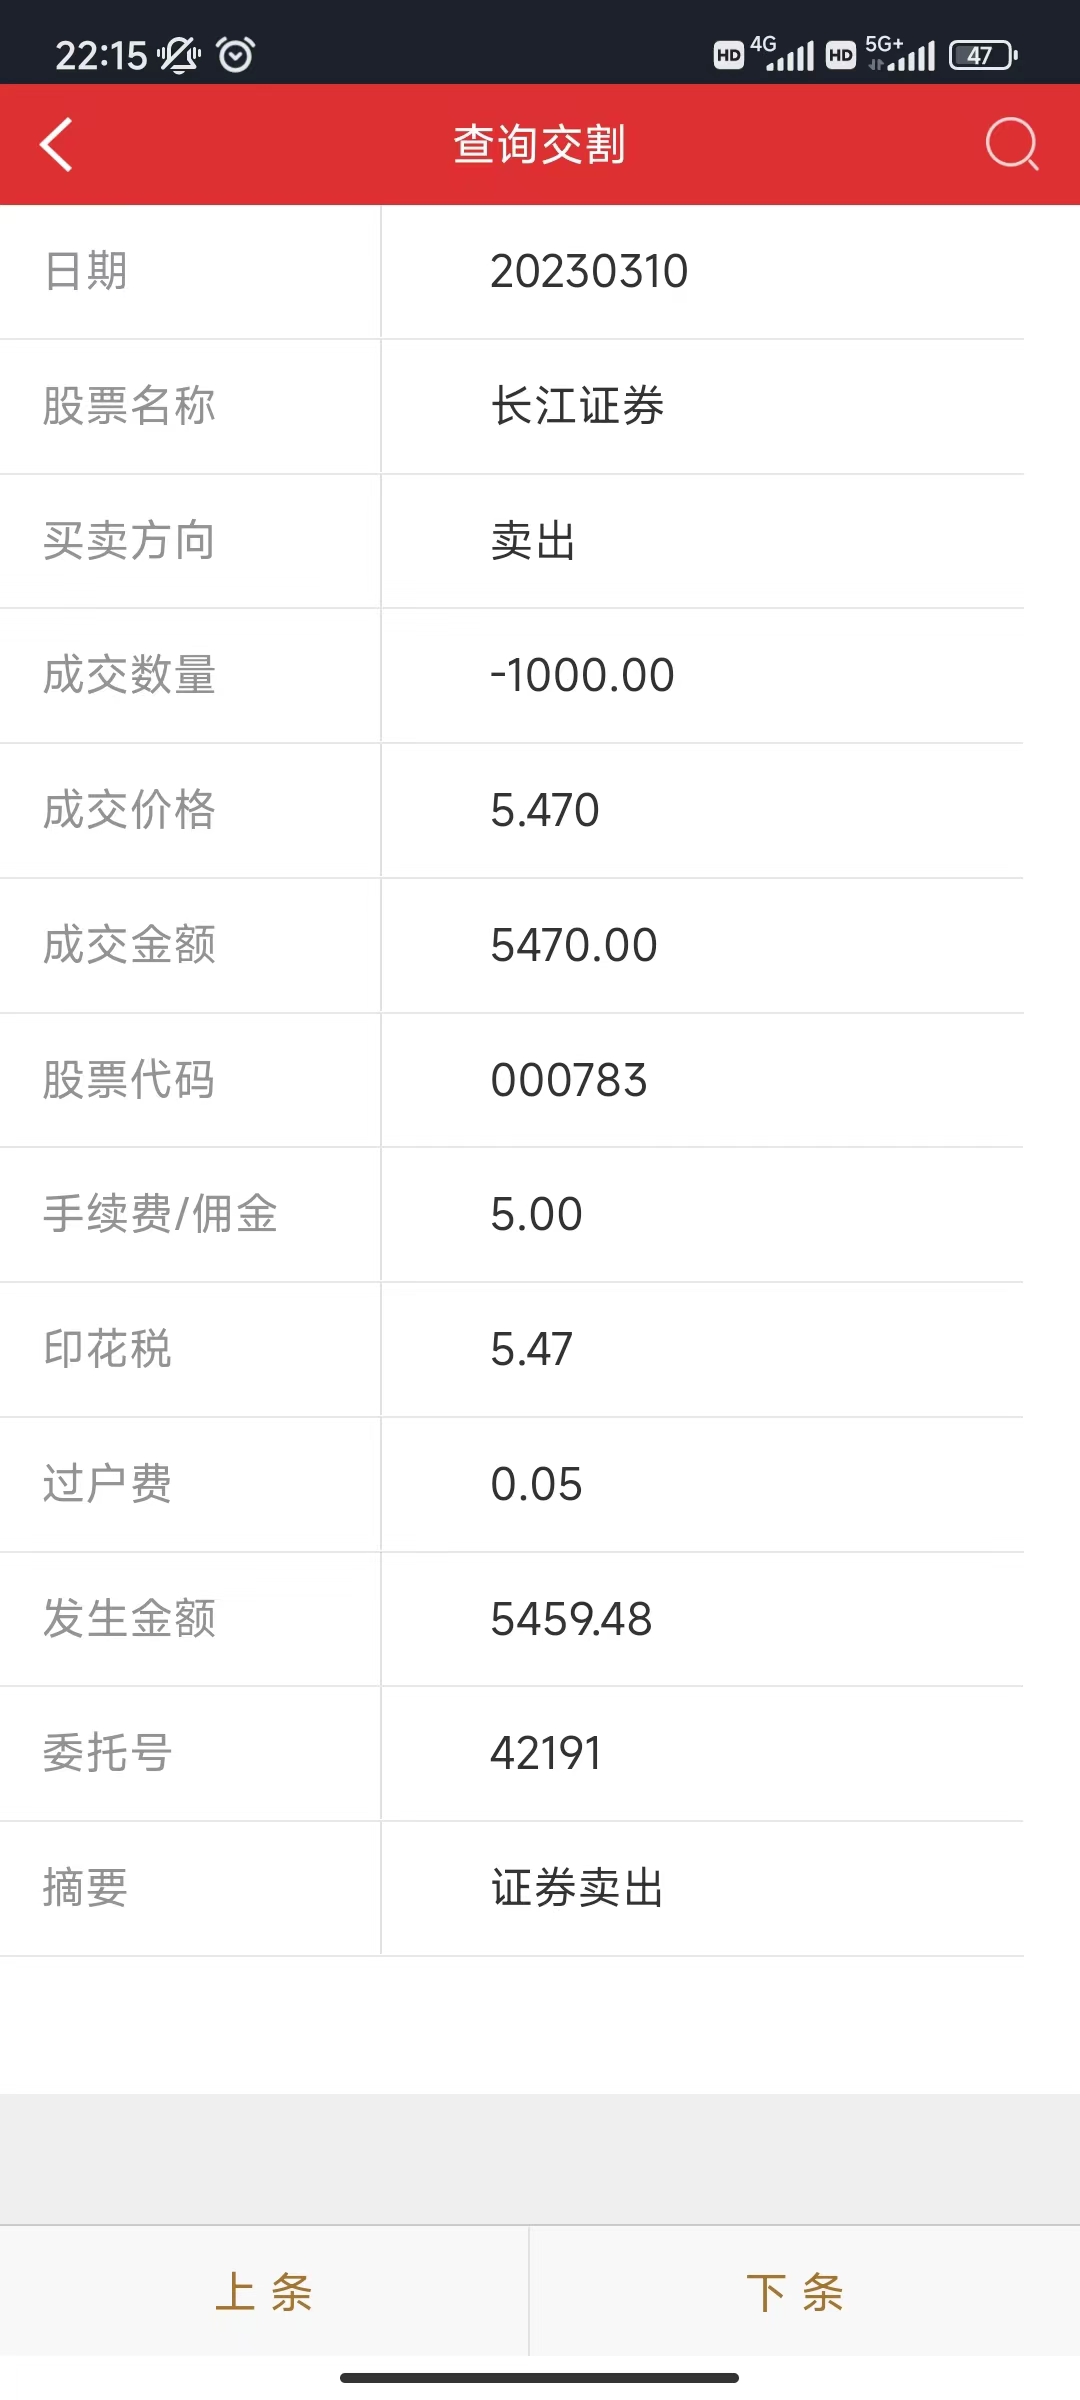 22:15 HD 4G HD 5G+ 47
查询交割
日期 20230310
股票名称 长江证券
买卖方向 卖出
成交数量 -1000.00
成交价格 5.470
成交金额 5470.00
股票代码 000783
手续费/佣金 5.00
印花税 5.47
过户费 0.05
发生金额 5459.48
委托号 42191
摘要 证券卖出
上条 下条